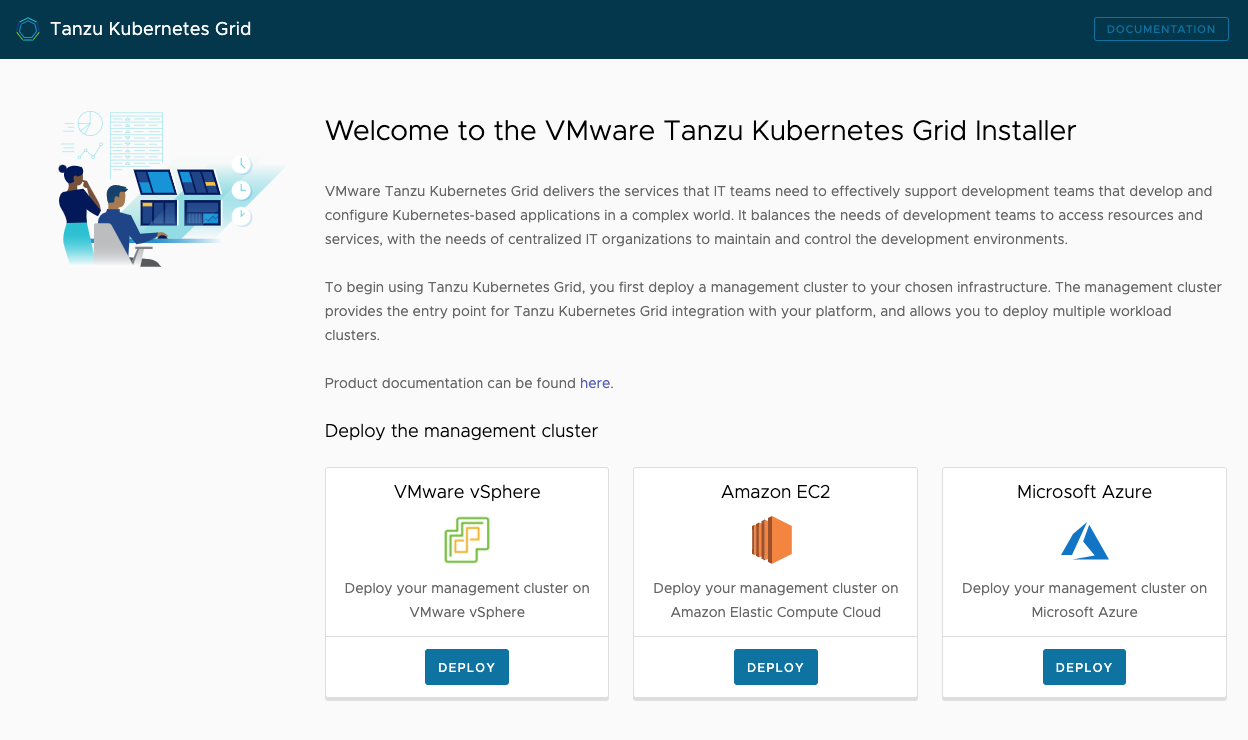 Tanzu Kubernetes Grid
DOCUMENTATION
Welcome to the VMware Tanzu Kubernetes Grid Installer
VMware Tanzu Kubernetes Grid delivers the services that IT teams need to effectively support development teams that develop and
configure Kubernetes-based applications in a complex world. It balances the needs of development teams to access resources and
services, with the needs of centralized IT organizations to maintain and control the development environments.
To begin using Tanzu Kubernetes Grid, you first deploy a management cluster to your chosen infrastructure. The management cluster
provides the entry point for Tanzu Kubernetes Grid integration with your platform, and allows you to deploy multiple workload
clusters.
Product documentation can be found here.
Deploy the management cluster
VMware vSphere
Deploy your management cluster on
VMware vSphere
DEPLOY
Amazon EC2
Deploy your management cluster on
Amazon Elastic Compute Cloud
DEPLOY
Microsoft Azure
Deploy your management cluster on
Microsoft Azure
DEPLOY